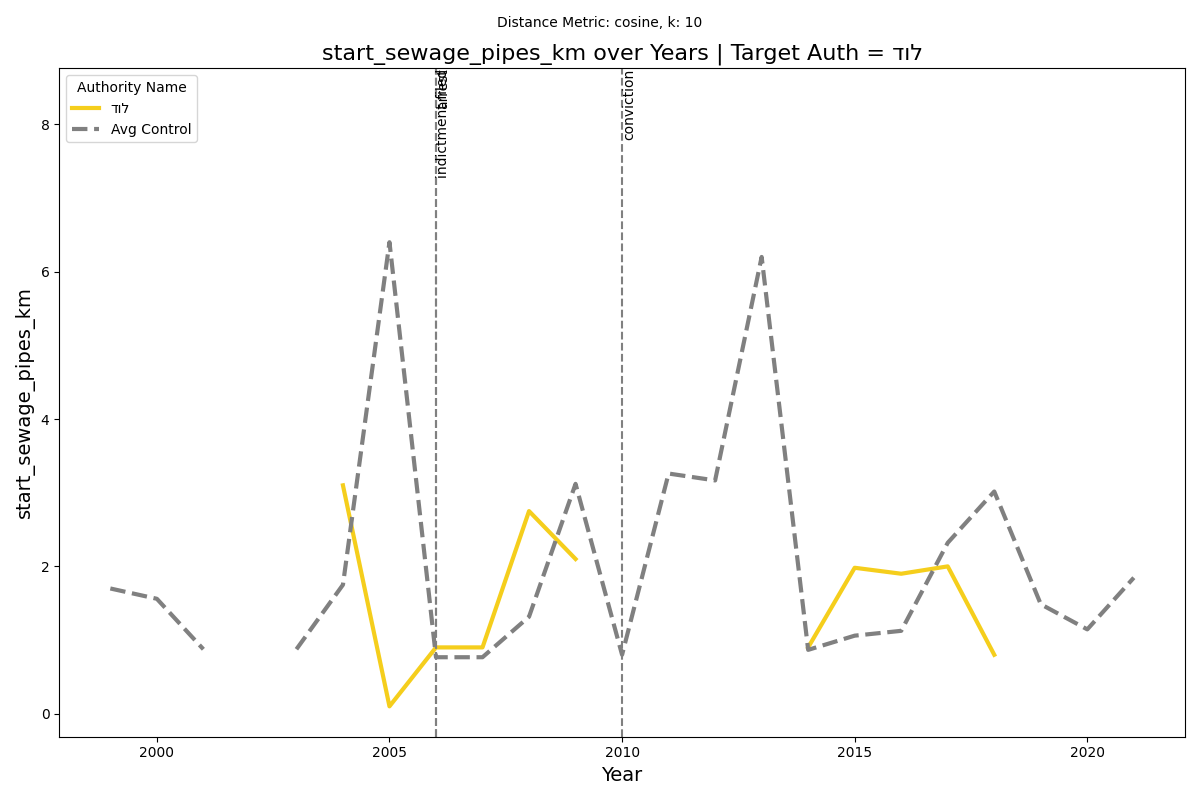 Distance Metric: cosine, k: 10
start_sewage_pipes_km over Years | Target Auth = לוד
Authority Name
לוד
Avg Control
indictment
conviction
start_sewage_pipes_km
8
6
4
2
0
2000
2005
2010
2015
2020
Year